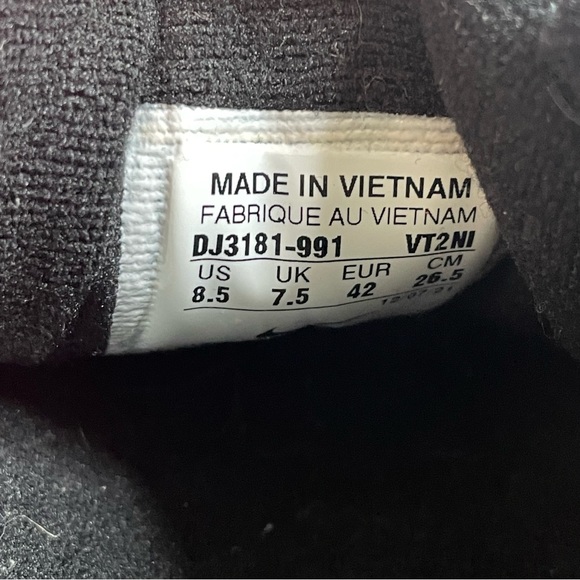 MADE IN VIETNAM
FABRIQUE AU VIETNAM
DJ3181-991 VT2NI
US UK EUR CM
8.5 7.5 42 26.5